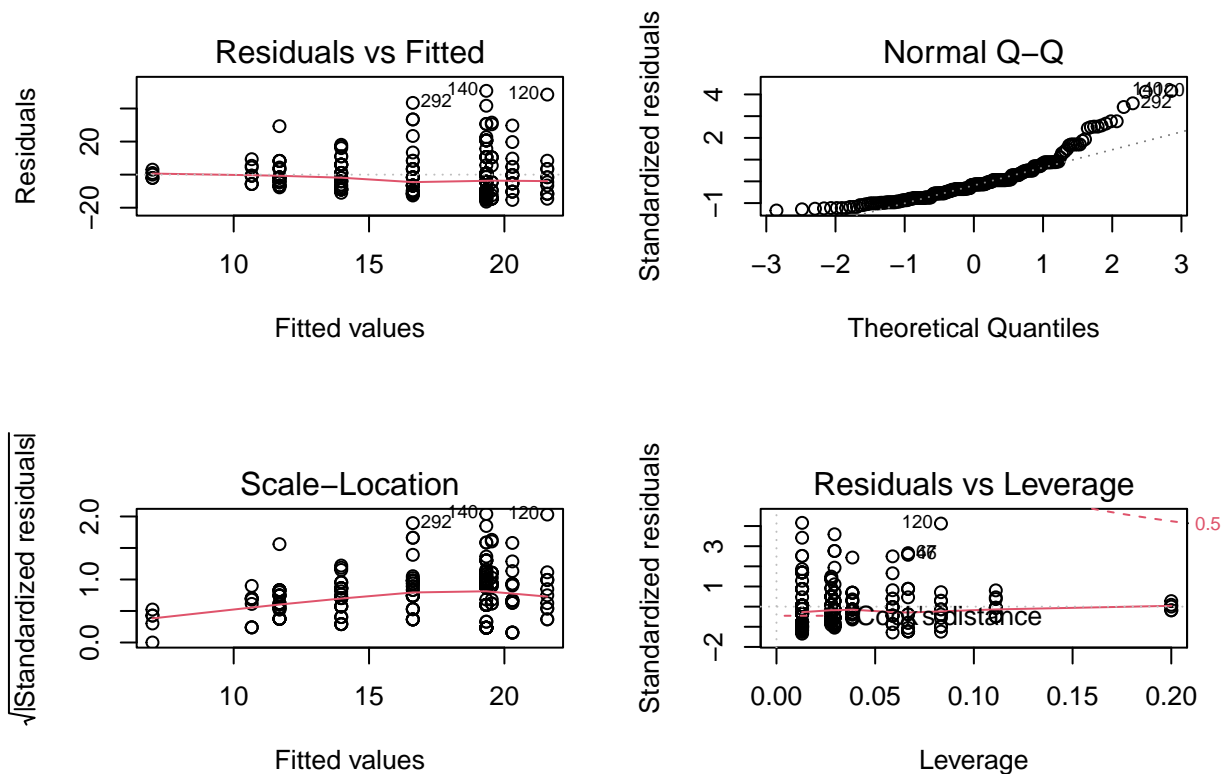 Residuals vs Fitted
Residuals
20
−20
140
292
120
10
15
20
Fitted values
Normal Q−Q
Standardized residuals
4
2
−1
292
−3
−2
−1
0
1
2
3
Theoretical Quantiles
Scale−Location
√|Standardized residuals|
2.0
1.0
0.0
140
292
120
10
15
20
Fitted values
Residuals vs Leverage
Standardized residuals
3
1
−2
120
0.5
Cook's distance
0.00
0.05
0.10
0.15
0.20
Leverage